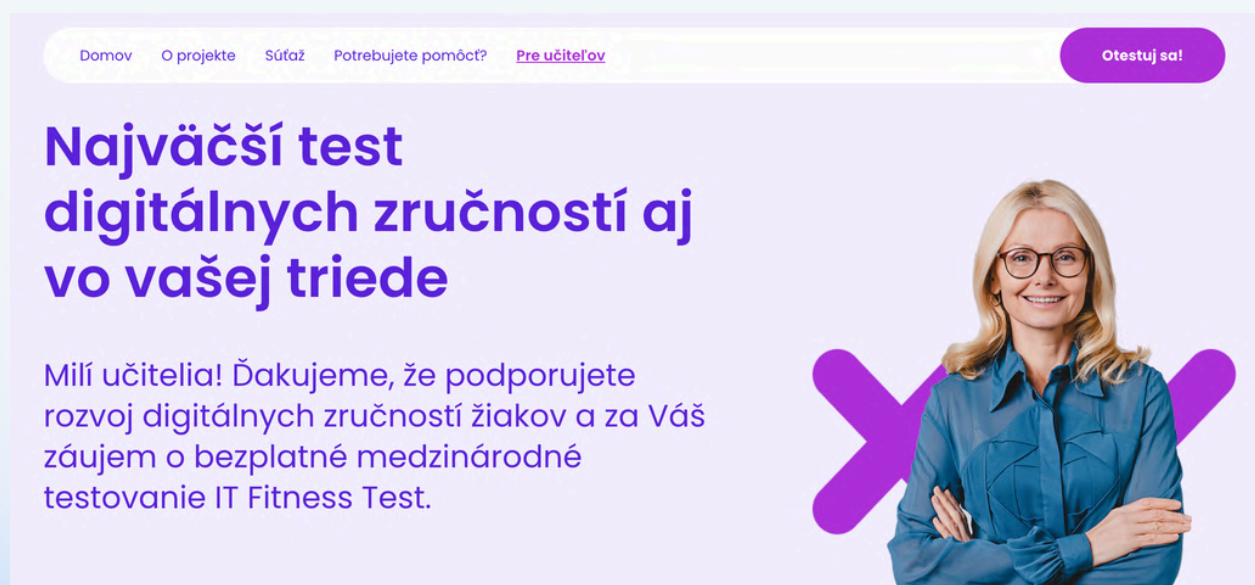 Domov O projekte Súťaž Potrebujete pomôcť? Pre učiteľov Otestuj sa!
Najväčší test
digitálnych zručností aj
vo vašej triede
Milí učitelia! Ďakujeme, že podporujete
rozvoj digitálnych zručností žiakov a za Váš
záujem o bezplatné medzinárodné
testovanie IT Fitness Test.